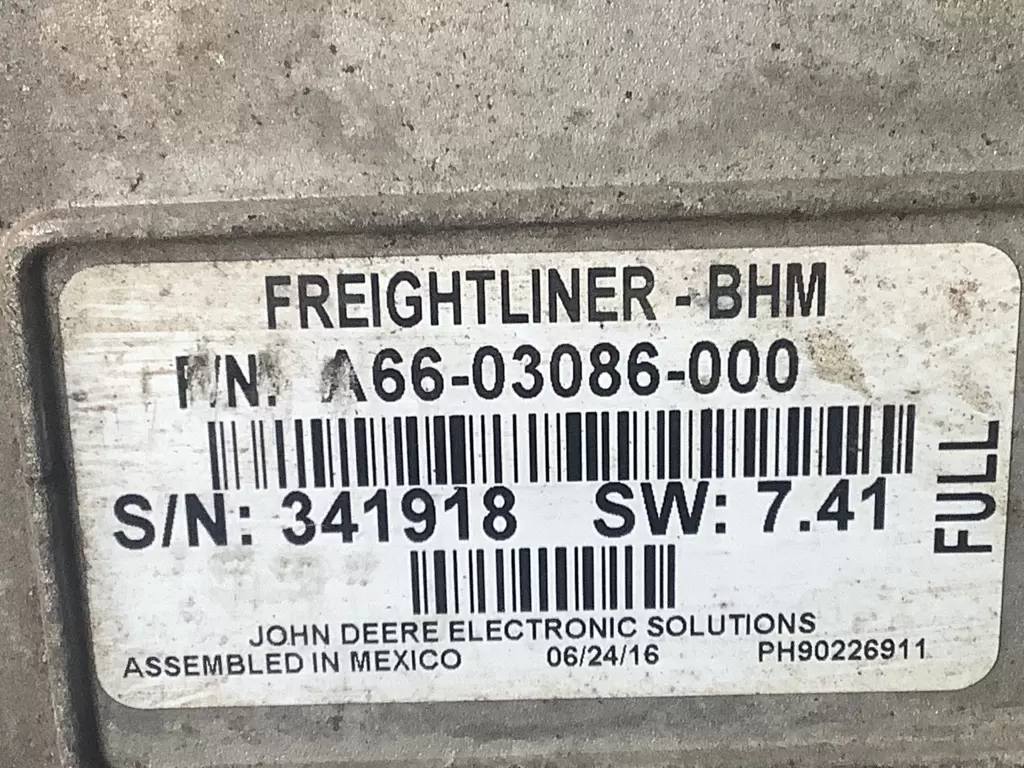 FREIGHTLINER - BHM
P/N: A66-03086-000
FULL
S/N: 341918 SW: 7.41
JOHN DEERE ELECTRONIC SOLUTIONS
ASSEMBLED IN MEXICO 06/24/16 PH90226911